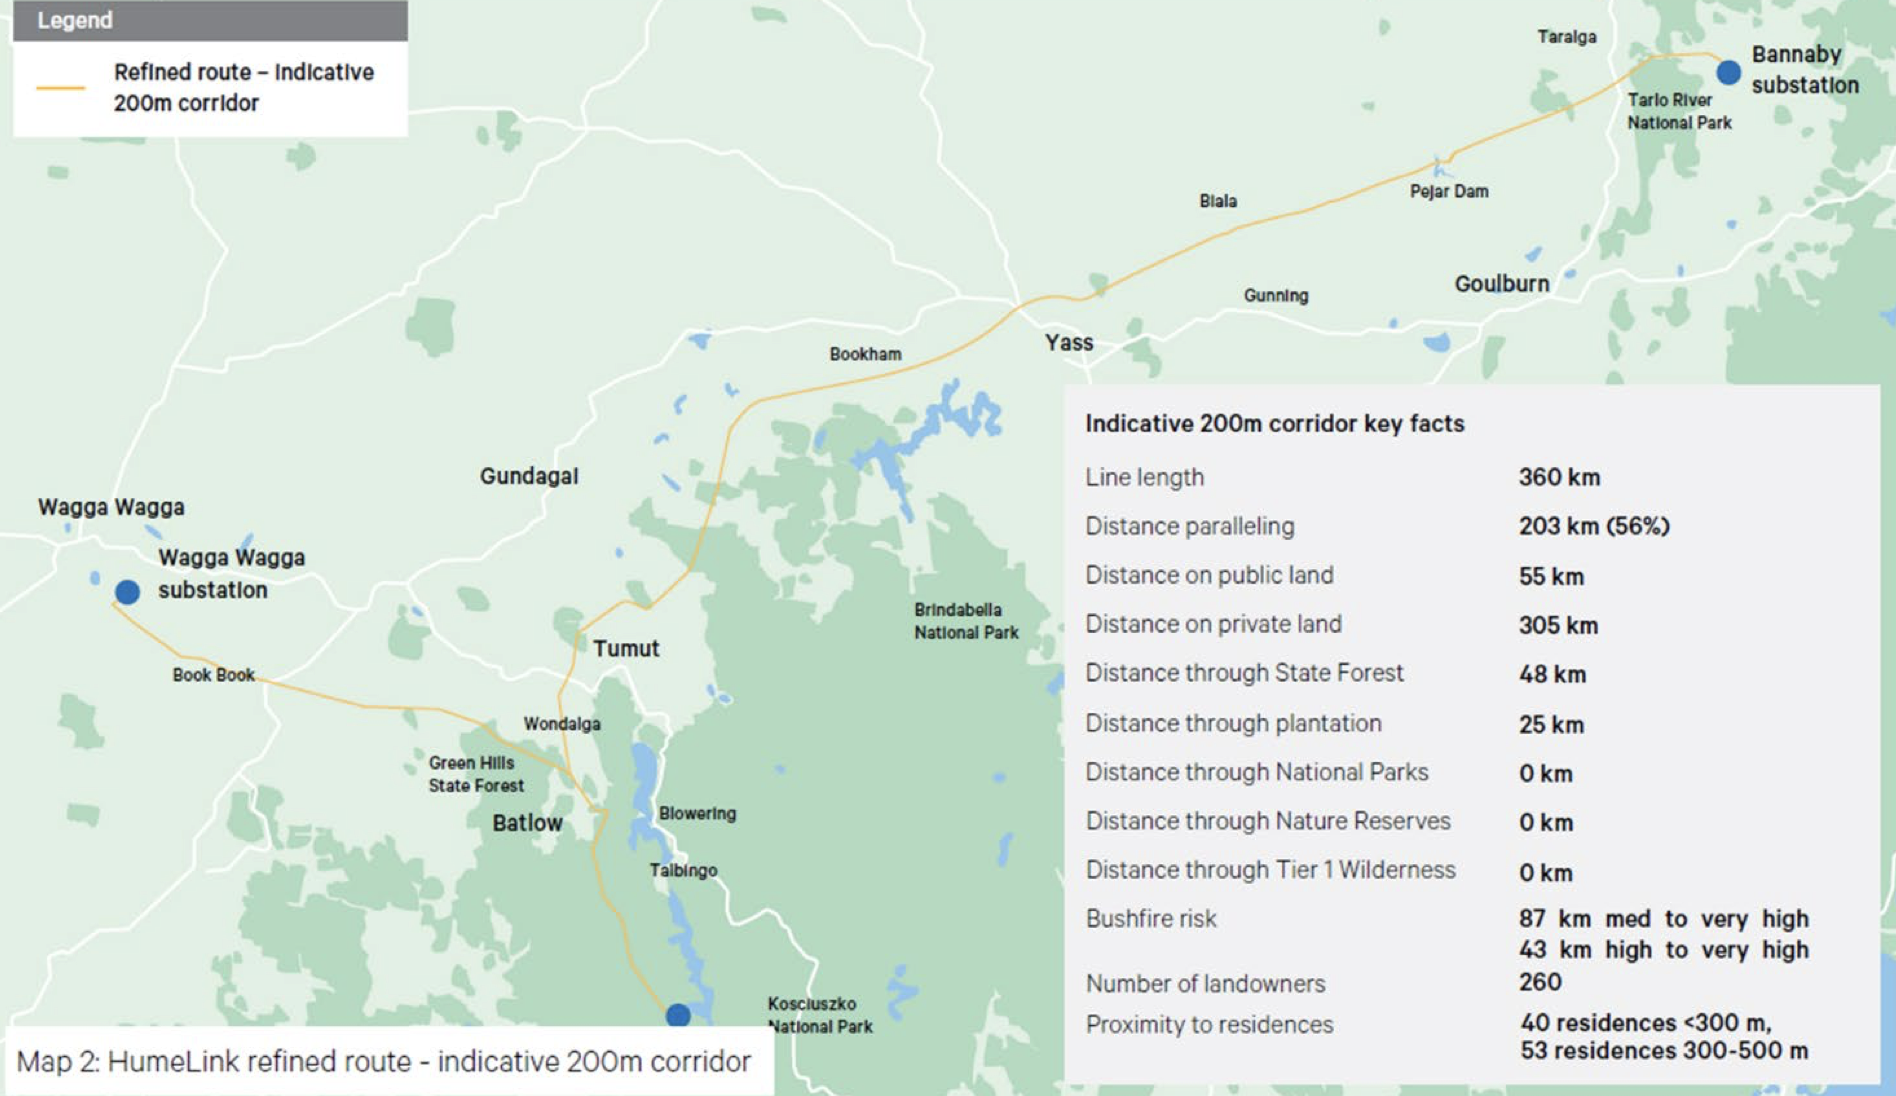 Legend
Refined route – indicative
200m corridor
Taralga
Bannaby
substation
Tarlo River
National Park
Pejar Dam
Biala
Goulburn
Gunning
Yass
Bookham
Gundagai
Wagga Wagga
Wagga Wagga
substation
Brindabella
National Park
Tumut
Book Book
Wondalga
Green Hills
State Forest
Batlow
Blowering
Talbingo
Kosciuszko
National Park
Indicative 200m corridor key facts
Line length 360 km
Distance paralleling 203 km (56%)
Distance on public land 55 km
Distance on private land 305 km
Distance through State Forest 48 km
Distance through plantation 25 km
Distance through National Parks 0 km
Distance through Nature Reserves 0 km
Distance through Tier 1 Wilderness 0 km
Bushfire risk 87 km med to very high
43 km high to very high
Number of landowners 260
Proximity to residences 40 residences <300 m,
53 residences 300-500 m
Map 2: HumeLink refined route - indicative 200m corridor